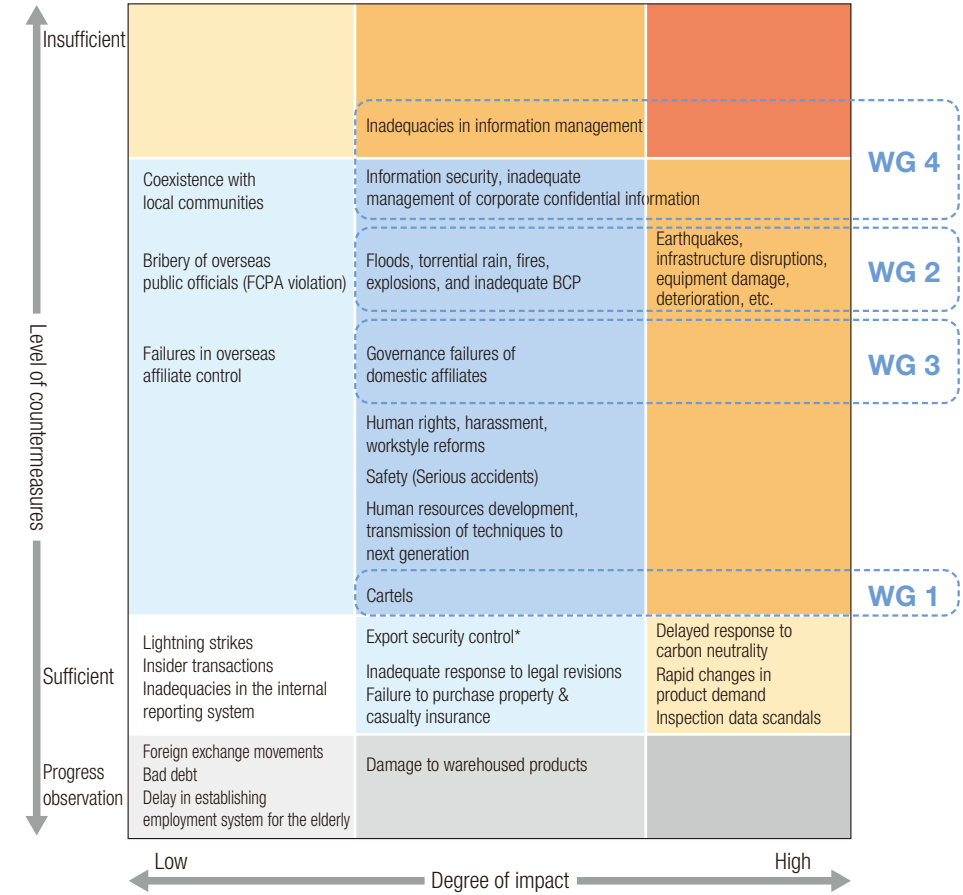 Insufficient
Inadequacies in information management
WG 4
Coexistence with
local communities
Information security, inadequate
management of corporate confidential information
Bribery of overseas
public officials (FCPA violation)
Floods, torrential rain, fires,
explosions, and inadequate BCP
Earthquakes,
infrastructure disruptions,
equipment damage,
deterioration, etc.
WG 2
Failures in overseas
affiliate control
Governance failures of
domestic affiliates
WG 3
Level of countermeasures
Human rights, harassment,
workstyle reforms
Safety (Serious accidents)
Human resources development,
transmission of techniques to
next generation
Cartels
WG 1
Sufficient
Lightning strikes
Insider transactions
Inadequacies in the internal
reporting system
Export security control*
Inadequate response to legal revisions
Failure to purchase property &
casualty insurance
Delayed response to
carbon neutrality
Rapid changes in
product demand
Inspection data scandals
Progress
observation
Foreign exchange movements
Bad debt
Delay in establishing
employment system for the elderly
Damage to warehoused products
Low
High
Degree of impact